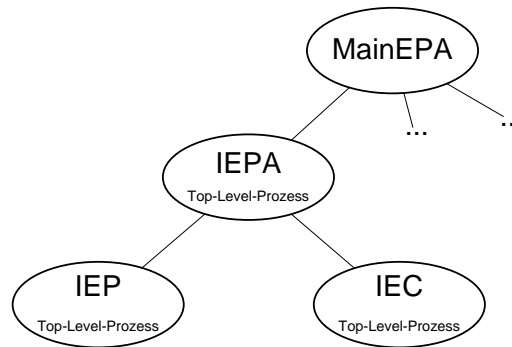 MainEPA
...
..
IEPA
Top-Level-Prozess
IEP
Top-Level-Prozess
IEC
Top-Level-Prozess